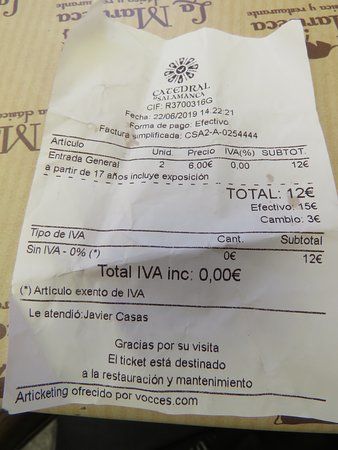 CATEDRAL
DE SALAMANCA
CIF: R3700316G
Fecha: 22/06/2019 14:22:21
Forma de pago: Efectivo.
Factura simplificada: CSA2-A-0254444
Artículo Unid. Precio IVA(%) SUBTOT.
Entrada General 2 6,00€ 0,00 12€
a partir de 17 años incluye exposición
TOTAL: 12€
Efectivo: 15€
Cambio: 3€
Tipo de IVA Cant. Subtotal
Sin IVA - 0% (*) 0€ 12€
Total IVA inc: 0,00€
(*) Articulo exento de IVA
Le atendió:Javier Casas
Gracias por su visita
El ticket está destinado
a la restauración y mantenimiento
Articketing ofrecido por vocces.com